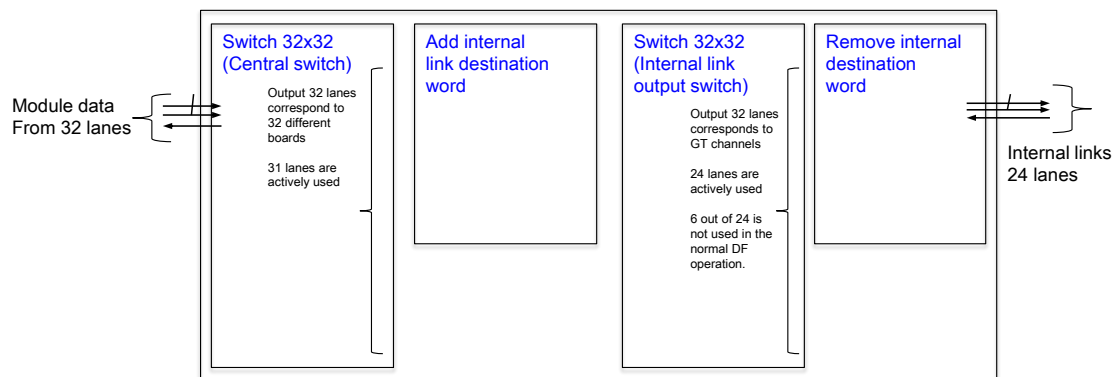 Module data
From 32 lanes
Switch 32x32
(Central switch)
Output 32 lanes
correspond to
32 different
boards
31 lanes are
actively used
Add internal
link destination
word
Switch 32x32
(Internal link
output switch)
Output 32 lanes
corresponds to
GT channels
24 lanes are
actively used
6 out of 24 is
not used in the
normal DF
operation.
Remove internal
destination
word
Internal links
24 lanes